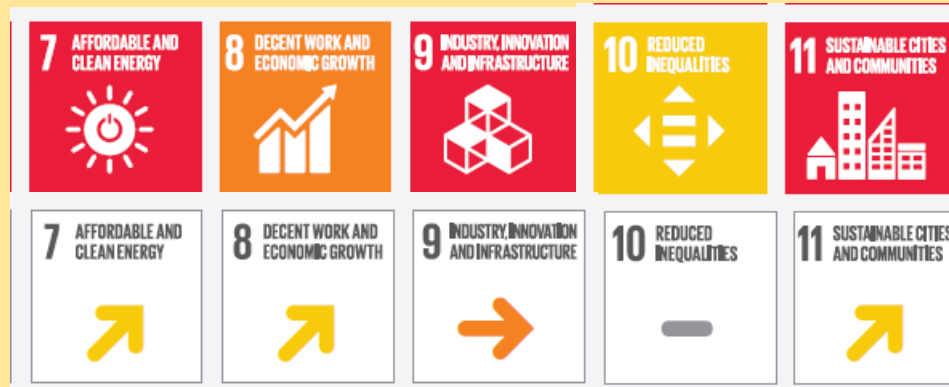 7 AFFORDABLE AND
CLEAN ENERGY
8 DECENT WORK AND
ECONOMIC GROWTH
9 INDUSTRY, INNOVATION
AND INFRASTRUCTURE
10 REDUCED
INEQUALITIES
11 SUSTAINABLE CITIES
AND COMMUNITIES
7 AFFORDABLE AND
CLEAN ENERGY
8 DECENT WORK AND
ECONOMIC GROWTH
9 INDUSTRY, INNOVATION
AND INFRASTRUCTURE
10 REDUCED
INEQUALITIES
11 SUSTAINABLE CITIES
AND COMMUNITIES